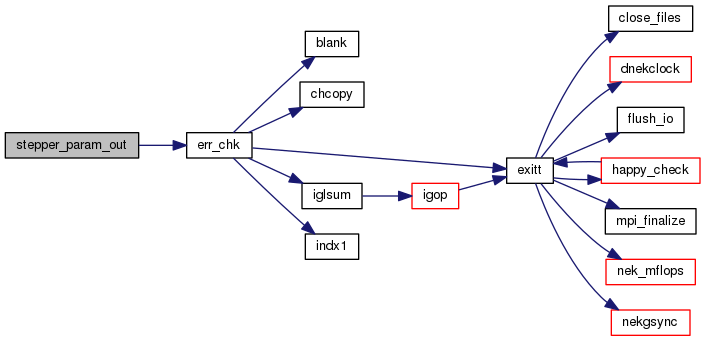 stepper_param_out
err_chk
blank
chcopy
iglsum
indx1
igop
exitt
close_files
dnekclock
flush_io
happy_check
mpi_finalize
nek_mflops
nekgsync